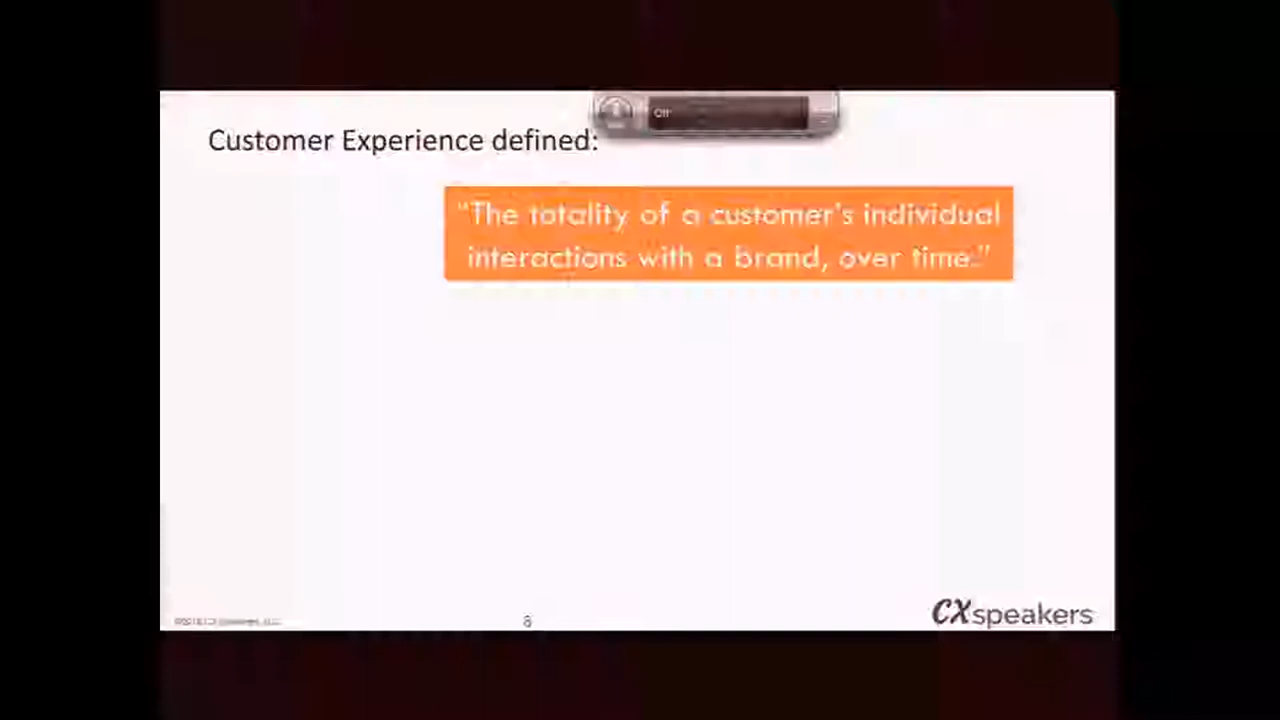 Customer Experience defined:
"The totality of a customer's individual
interactions with a brand, over time."
8
CXspeakers